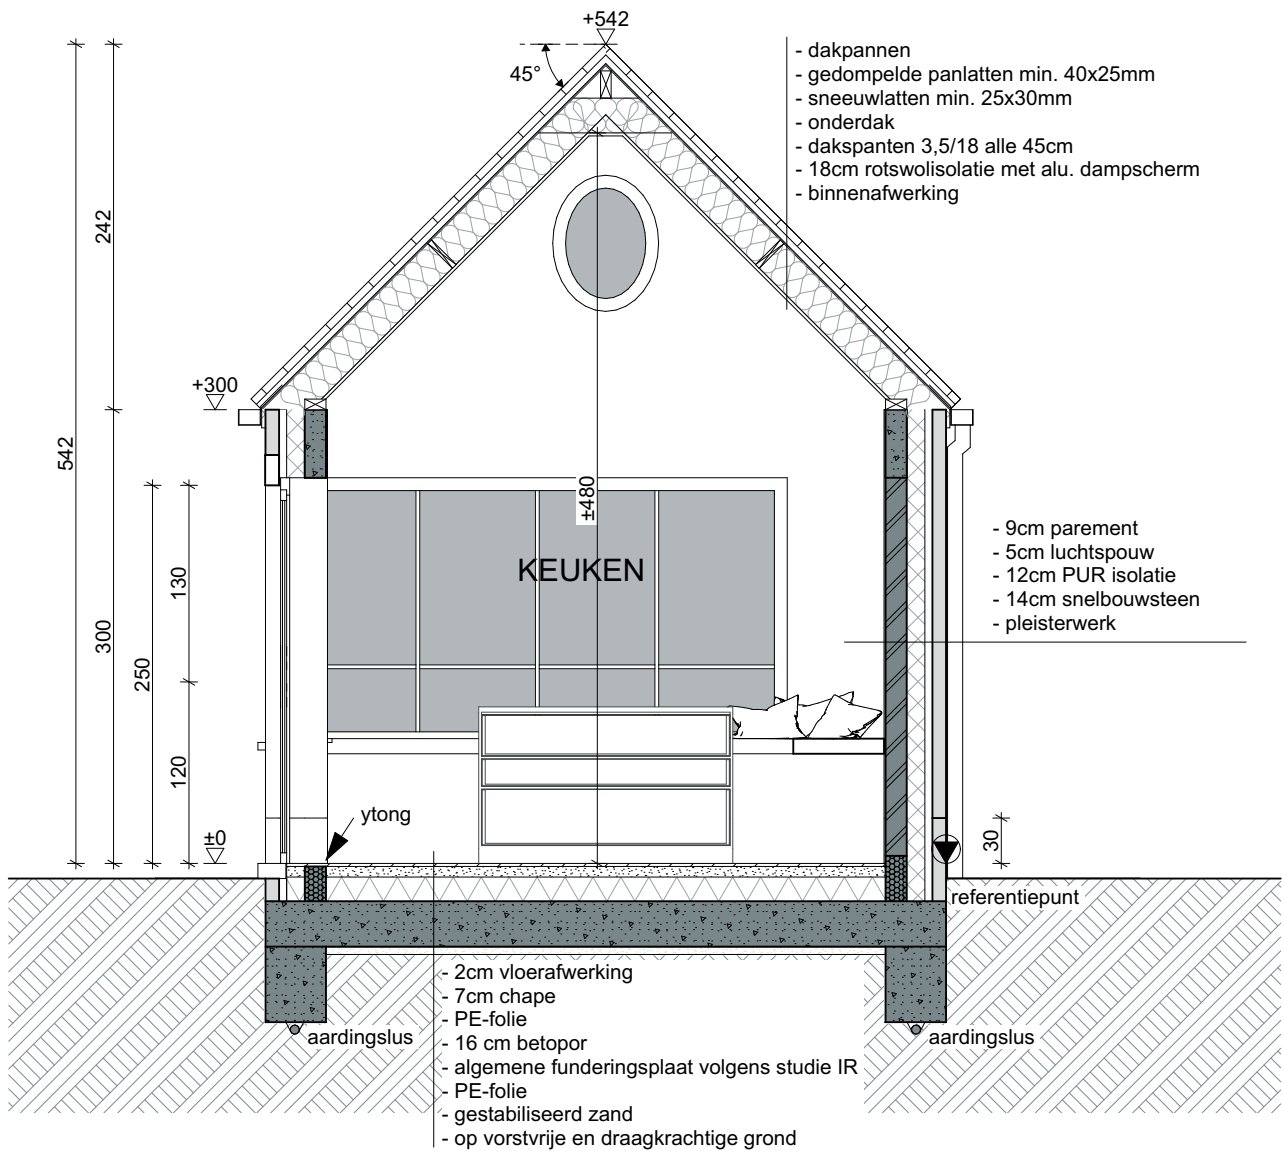 +542
45°
- dakpannen
- gedompelde panlatten min. 40x25mm
- sneeuwlatten min. 25x30mm
- onderdak
- dakspanten 3,5/18 alle 45cm
- 18cm rotswolisolatie met alu. dampscherm
- binnenafwerking
242
+300
542
±480
300
250
130
120
KEUKEN
- 9cm parement
- 5cm luchtspouw
- 12cm PUR isolatie
- 14cm snelbouwsteen
- pleisterwerk
ytong
±0
30
referentiepunt
- 2cm vloerafwerking
- 7cm chape
- PE-folie
- 16 cm betopor
- algemene funderingsplaat volgens studie IR
- PE-folie
- gestabiliseerd zand
- op vorstvrije en draagkrachtige grond
aardingslus
aardingslus